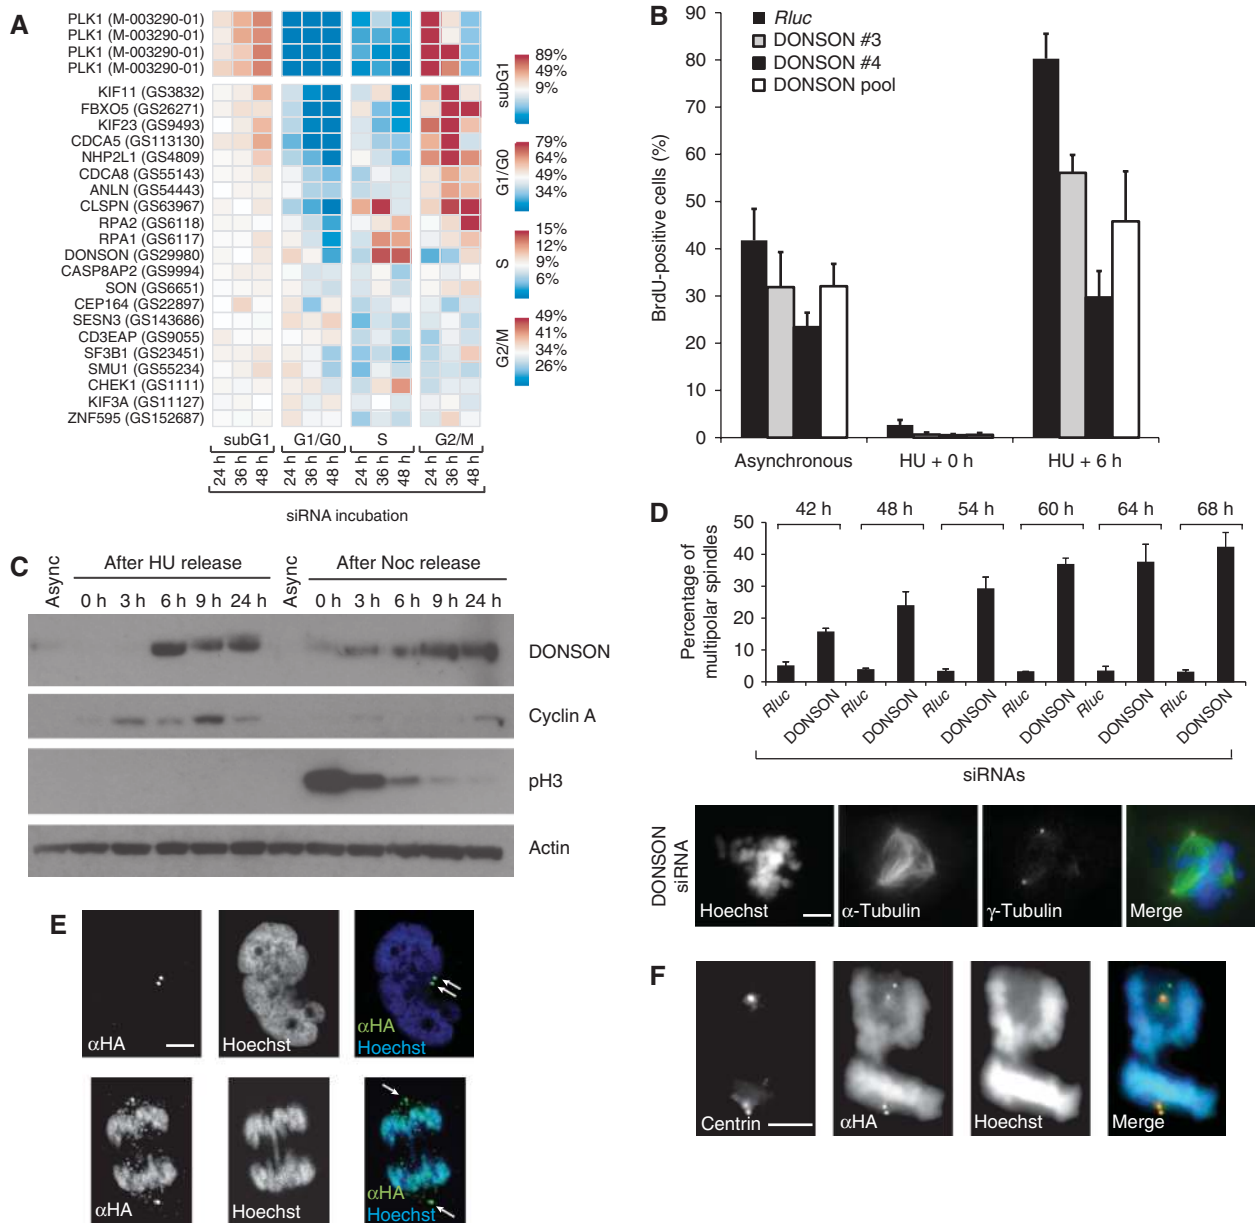 A
PLK1 (M-003290-01)
PLK1 (M-003290-01)
PLK1 (M-003290-01)
PLK1 (M-003290-01)
KIF11 (GS3832)
FBXO5 (GS26271)
KIF23 (GS9493)
CDCA5 (GS113130)
NHP2L1 (GS4809)
CDCA8 (GS55143)
ANLN (GS54443)
CLSPN (GS63967)
RPA2 (GS6118)
RPA1 (GS6117)
DONSON (GS29980)
CASP8AP2 (GS9994)
SON (GS6651)
CEP164 (GS22897)
SESN3 (GS143686)
CD3EAP (GS9055)
SF3B1 (GS23451)
SMU1 (GS55234)
CHEK1 (GS1111)
KIF3A (GS11127)
ZNF595 (GS152687)
subG1 G1/G0 S G2/M
24 h 36 h 48 h 24 h 36 h 48 h 24 h 36 h 48 h 24 h 36 h 48 h
siRNA incubation
subG1
89%
49%
9%
G1/G0
79%
64%
49%
34%
S
15%
12%
9%
6%
G2/M
49%
41%
34%
26%
B
Rluc
DONSON #3
DONSON #4
DONSON pool
BrdU-positive cells (%)
90
80
70
60
50
40
30
20
10
0
Asynchronous HU + 0 h HU + 6 h
C
Async After HU release Async After Noc release
0 h 3 h 6 h 9 h 24 h 0 h 3 h 6 h 9 h 24 h
DONSON
Cyclin A
pH3
Actin
D
42 h 48 h 54 h 60 h 64 h 68 h
Percentage of
multipolar spindles
50
40
30
20
10
0
Rluc DONSON Rluc DONSON Rluc DONSON Rluc DONSON Rluc DONSON Rluc DONSON
siRNAs
DONSON
siRNA
Hoechst α-Tubulin γ-Tubulin Merge
E
αHA Hoechst αHA
Hoechst
αHA Hoechst αHA
Hoechst
F
Centrin αHA Hoechst Merge